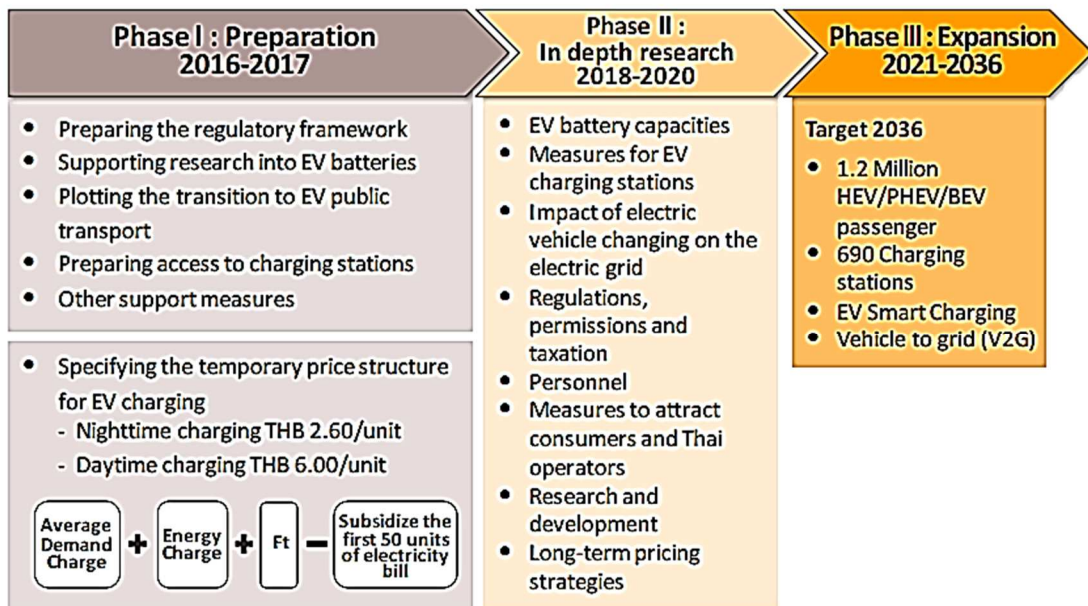 Phase I : Preparation
2016-2017
Phase II :
In depth research
2018-2020
Phase III : Expansion
2021-2036
• Preparing the regulatory framework
• Supporting research into EV batteries
• Plotting the transition to EV public
transport
• Preparing access to charging stations
• Other support measures
• Specifying the temporary price structure
for EV charging
- Nighttime charging THB 2.60/unit
- Daytime charging THB 6.00/unit
Average
Demand
Charge
+
Energy
Charge
+
Ft
−
Subsidize the
first 50 units
of electricity
bill
• EV battery capacities
• Measures for EV
charging stations
• Impact of electric
vehicle changing on the
electric grid
• Regulations,
permissions and
taxation
• Personnel
• Measures to attract
consumers and Thai
operators
• Research and
development
• Long-term pricing
strategies
Target 2036
• 1.2 Million
HEV/PHEV/BEV
passenger
• 690 Charging
stations
• EV Smart Charging
• Vehicle to grid (V2G)